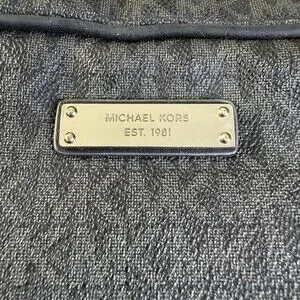 MICHAEL KORS
EST. 1981